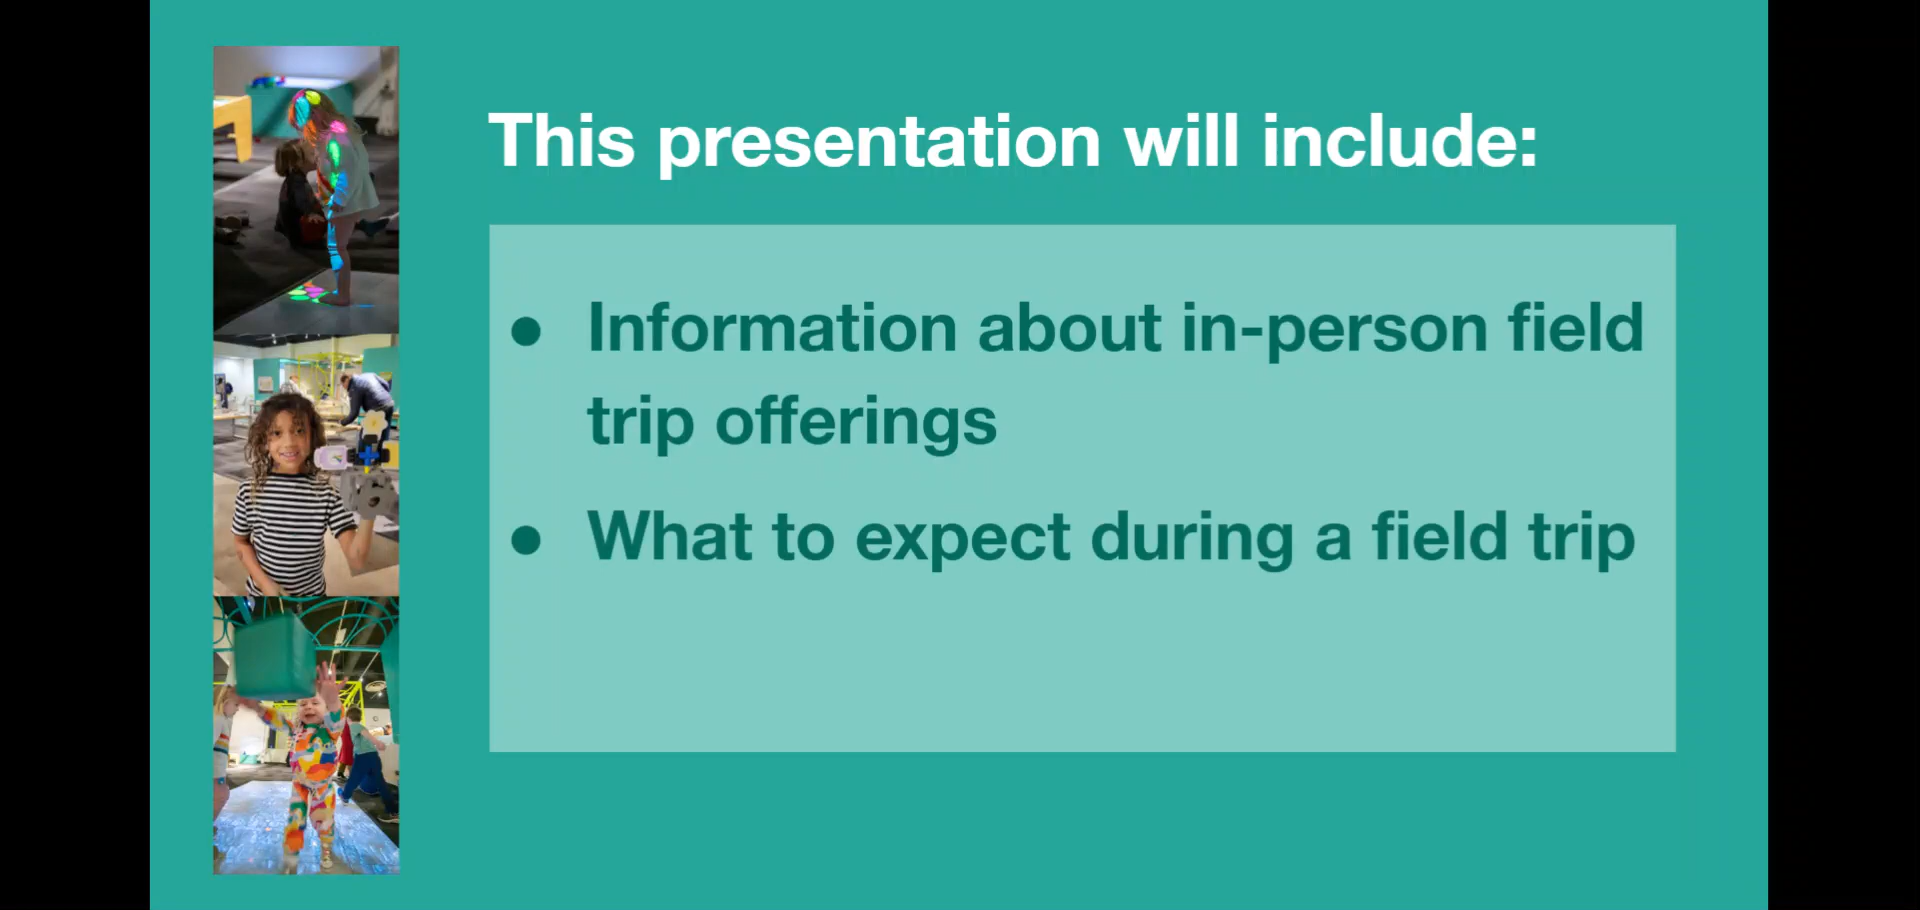 This presentation will include:
● Information about in-person field
trip offerings
● What to expect during a field trip